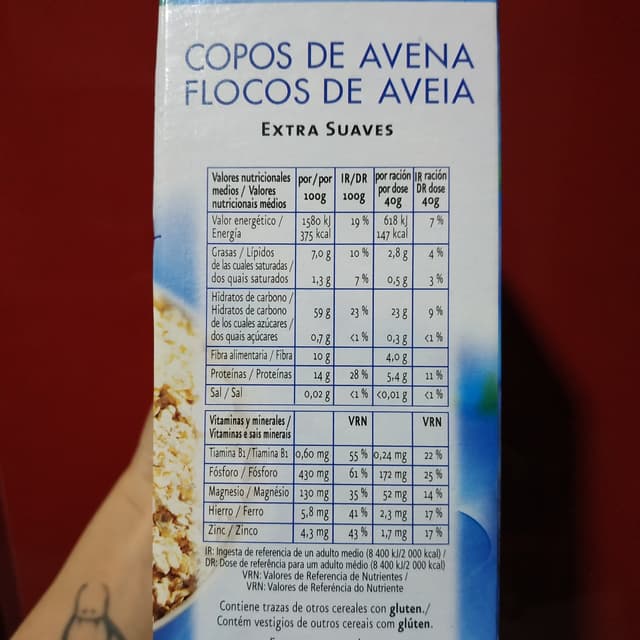 COPOS DE AVENA
FLOCOS DE AVEIA
EXTRA SUAVES
Valores nutricionales medios / Valores nutricionais médios por/por 100g IR/DR 100g por ración por dose 40g IR ración DR dose 40g
Valor energético / Energia 1580 kJ 375 kcal 19 % 618 kJ 147 kcal 7 %
Grasas / Lípidos 7,0 g 10 % 2,8 g 4 %
de las cuales saturadas / dos quais saturados 1,3 g 7 % 0,5 g 3 %
Hidratos de carbono / Hidratos de carbono 59 g 23 % 23 g 9 %
de los cuales azúcares / dos quais açúcares 0,7 g <1 % 0,3 g <1 %
Fibra alimentaria / Fibra 10 g 4,0 g
Proteínas / Proteínas 14 g 28 % 5,4 g 11 %
Sal / Sal 0,02 g <1 % <0,01 g <1 %
Vitaminas y minerales / Vitaminas e sais minerais VRN VRN
Tiamina B1/Tiamina B1 0,60 mg 55 % 0,24 mg 22 %
Fósforo / Fósforo 430 mg 61 % 172 mg 25 %
Magnesio / Magnésio 130 mg 35 % 52 mg 14 %
Hierro / Ferro 5,8 mg 41 % 2,3 mg 17 %
Zinc / Zinco 4,3 mg 43 % 1,7 mg 17 %
IR: Ingesta de referencia de un adulto medio (8 400 kJ/2 000 kcal) /
DR: Dose de referência para um adulto médio (8 400 kJ/2 000 kcal)
VRN: Valores de Referencia de Nutrientes /
VRN: Valores de Referência do Nutriente
Contiene trazas de otros cereales con gluten./
Contém vestigios de outros cereais com glúten.